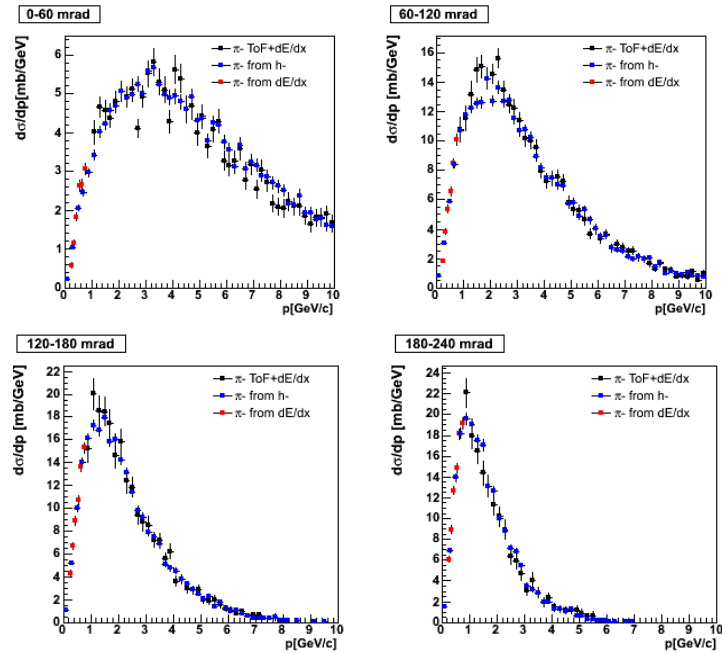 0-60 mrad
dσ/dp[mb/GeV]
π- ToF+dE/dx
π- from h-
π- from dE/dx
6
5
4
3
2
1
0
0 1 2 3 4 5 6 7 8 9 10
p[GeV/c]
60-120 mrad
dσ/dp [mb/GeV]
π- ToF+dE/dx
π- from h-
π- from dE/dx
16
14
12
10
8
6
4
2
0
0 1 2 3 4 5 6 7 8 9 10
p[GeV/c]
120-180 mrad
dσ/dp [mb/GeV]
π- ToF+dE/dx
π- from h-
π- from dE/dx
22
20
18
16
14
12
10
8
6
4
2
0
0 1 2 3 4 5 6 7 8 9 10
p[GeV/c]
180-240 mrad
dσ/dp [mb/GeV]
π- ToF+dE/dx
π- from h-
π- from dE/dx
24
22
20
18
16
14
12
10
8
6
4
2
0
0 1 2 3 4 5 6 7 8 9 10
p[GeV/c]